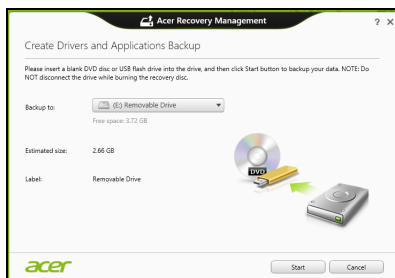 Acer Recovery Management
? ×
Create Drivers and Applications Backup
Please insert a blank DVD disc or USB flash drive into the drive, and then click Start button to backup your data. NOTE: Do
NOT disconnect the drive while burning the recovery disc.
Backup to:
(E:) Removable Drive
Free space: 3.72 GB
Estimated size:
2.66 GB
Label:
Removable Drive
DVD
acer
Start
Cancel